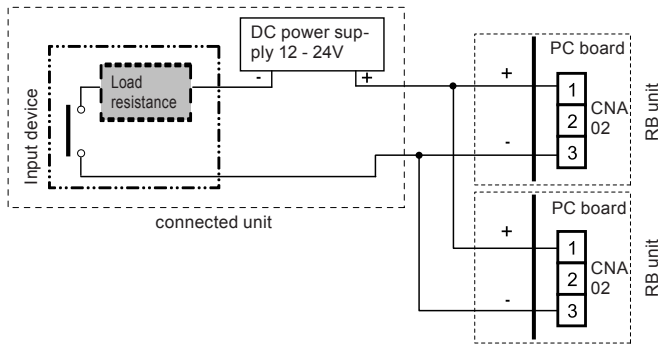 DC power sup-
ply 12 - 24V
- +
Load
resistance
Input device
connected unit
PC board
+
-
1
2
3
CNA
02
RB unit
PC board
+
-
1
2
3
CNA
02
RB unit